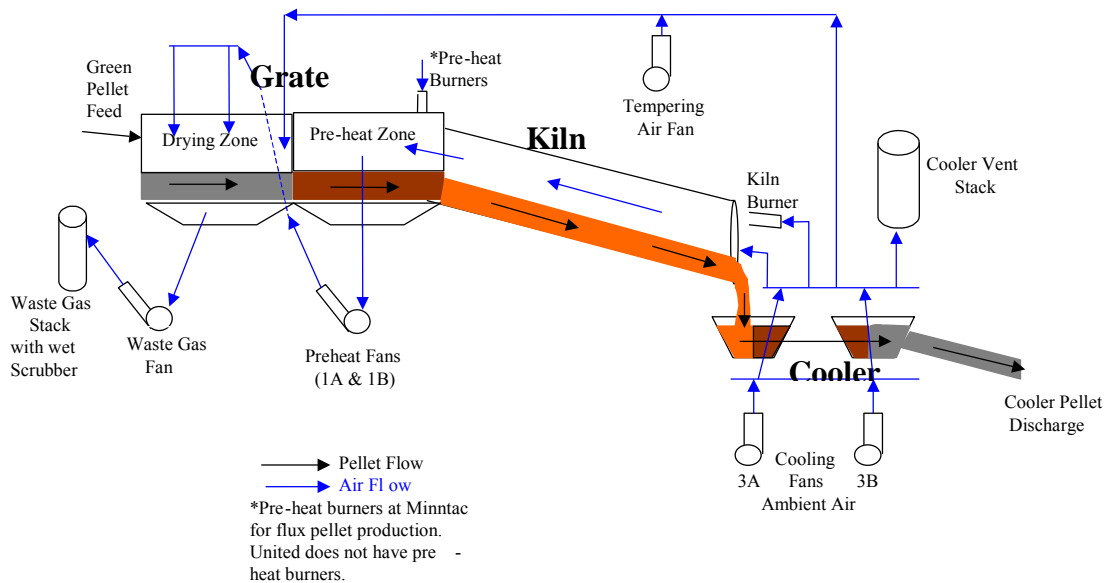 *Pre-heat
Burners
Green
Pellet
Feed
Grate
Tempering
Air Fan
Drying Zone
Pre-heat Zone
Kiln
Cooler Vent
Stack
Kiln
Burner
Waste Gas
Stack
with wet
Scrubber
Waste Gas
Fan
Preheat Fans
(1A & 1B)
Cooler
Cooler Pellet
Discharge
3A
Cooling
Fans
Ambient Air
3B
Pellet Flow
Air Fl ow
*Pre-heat burners at Minntac
for flux pellet production.
United does not have pre -
heat burners.